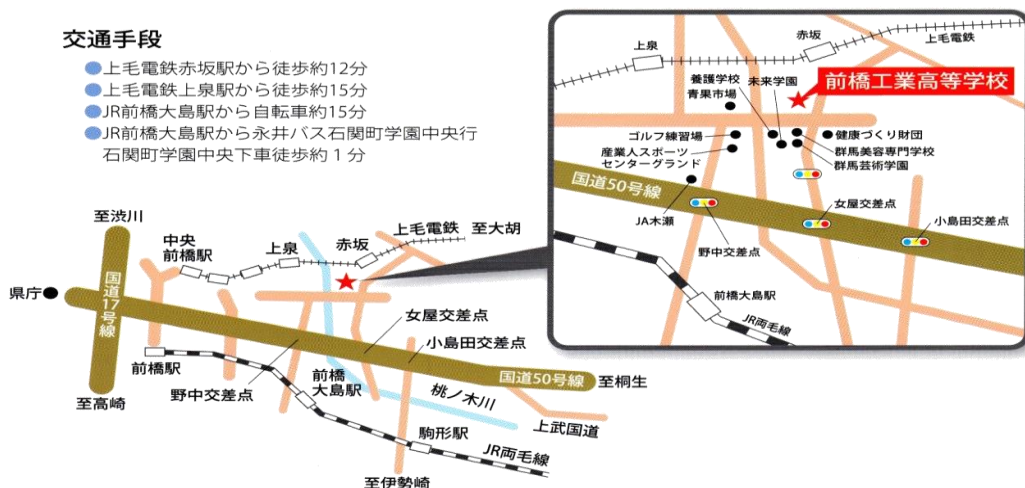 交通手段
●上毛電鉄赤坂駅から徒歩約12分
●上毛電鉄上泉駅から徒歩約15分
●JR前橋大島駅から自転車約15分
●JR前橋大島駅から永井バス石関町学園中央行
石関町学園中央下車徒歩約1分
至渋川
中央
前橋駅
上泉
赤坂
上毛電鉄
至大胡
県庁
国道17号線
女屋交差点
小島田交差点
前橋駅
野中交差点
前橋
大島駅
桃ノ木川
国道50号線
至桐生
至高崎
上武国道
駒形駅
JR両毛線
至伊勢崎
上泉
赤坂
上毛電鉄
前橋工業高等学校
養護学校
未来学園
青果市場
ゴルフ練習場
健康づくり財団
産業人スポーツ
センターグランド
群馬美容専門学校
群馬芸術学園
国道50号線
JA木瀬
女屋交差点
小島田交差点
野中交差点
前橋大島駅
JR両毛線